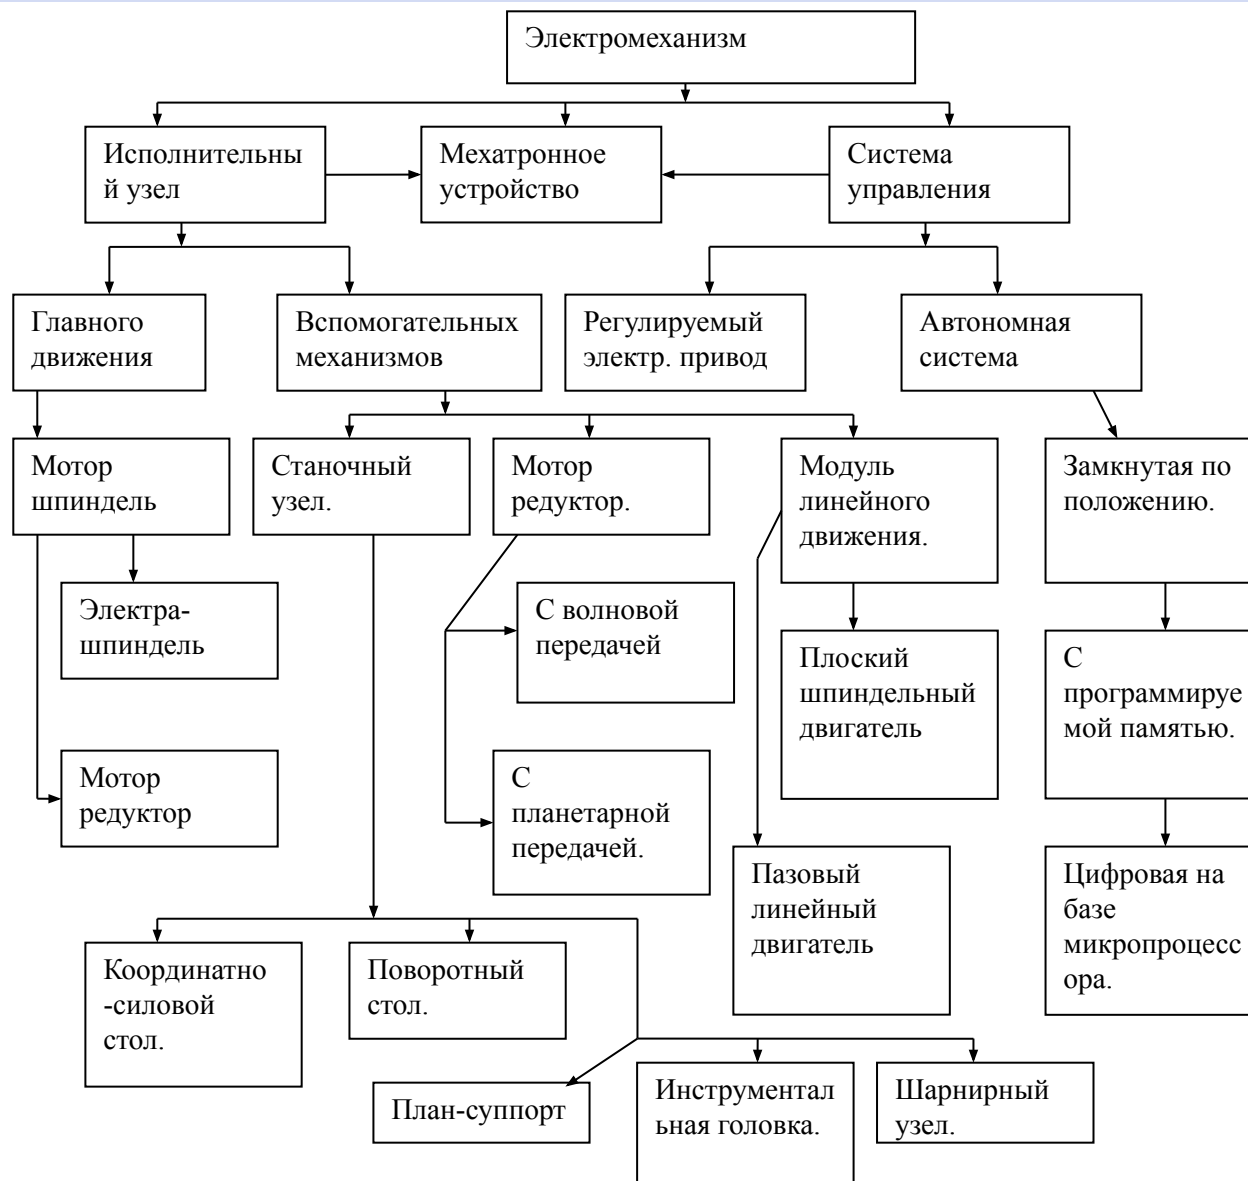 Электромеханизм
Исполнительны
й узел
Мехатронное
устройство
Система
управления
Главного
движения
Вспомогательных
механизмов
Регулируемый
электр. привод
Автономная
система
Мотор
шпиндель
Станочный
узел.
Мотор
редуктор.
Модуль
линейного
движения.
Замкнутая по
положению.
Электра-
шпиндель
С волновой
передачей
Плоский
шпиндельный
двигатель
С
программируе
мой памятью.
Мотор
редуктор
С
планетарной
передачей.
Пазовый
линейный
двигатель
Цифровая на
базе
микропроцесс
ора.
Координатно
-силовой
стол.
Поворотный
стол.
План-суппорт
Инструментал
ьная головка.
Шарнирный
узел.